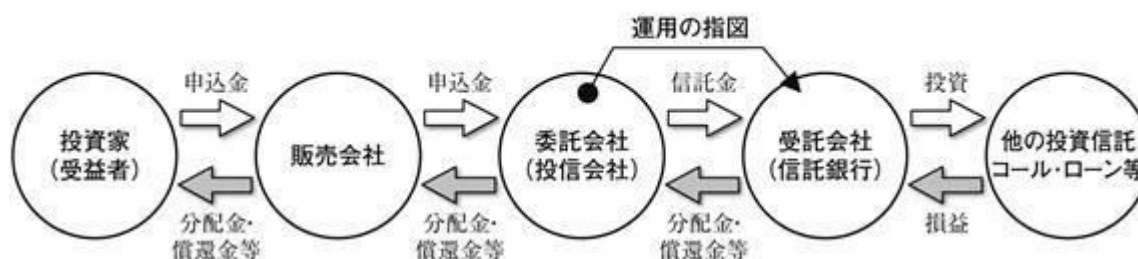 運用の指図
申込金
申込金
信託金
投資
投資家
(受益者)
販売会社
委託会社
(投信会社)
受託会社
(信託銀行)
他の投資信託
コール・ローン等
分配金・
償還金等
分配金・
償還金等
分配金・
償還金等
損益